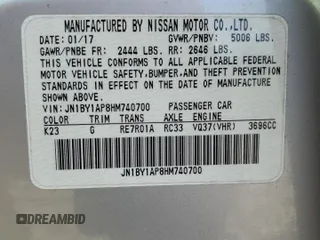 MANUFACTURED BY NISSAN MOTOR CO.,LTD.
DATE: 01/17 GVWR/PNBV: 5006 LBS.
GAWR/PNBE FR: 2444 LBS. RR: 2646 LBS.
THIS VEHICLE CONFORMS TO ALL APPLICABLE FEDERAL
MOTOR VEHICLE SAFETY,BUMPER,AND THEFT PREVENTION
STANDARDS IN EFFECT ON THE DATE OF MANUFACTURE
SHOWN ABOVE.
JN1BY1AP8HM740700 PASSENGER CAR
COLOR TRIM TRANS AXLE ENGINE
K23 G RE7R01A RC33 VQ37(VHR) 3696CC
JN1BY1AP8HM740700
DREAMBID